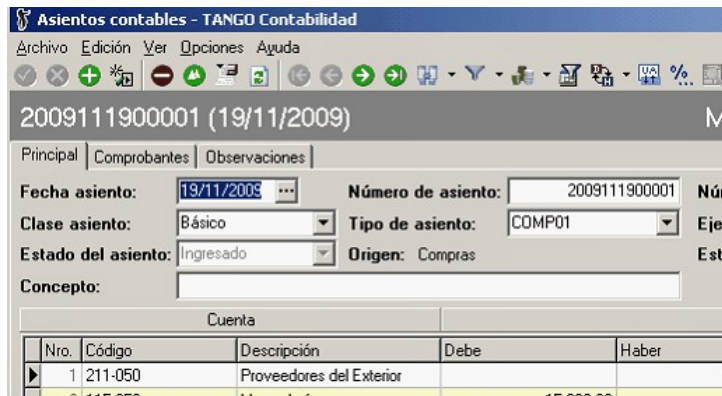 Asientos contables - TANGO Contabilidad
Archivo Edición Ver Opciones Ayuda
2009111900001 (19/11/2009) M
Principal Comprobantes Observaciones
Fecha asiento: 19/11/2009 ... Número de asiento: 2009111900001
Clase asiento: Básico Tipo de asiento: COMP01 Eje
Estado del asiento: Ingresado Origen: Compras Est
Concepto:
Cuenta
Nro. Código Descripción Debe Haber
1 211-050 Proveedores del Exterior